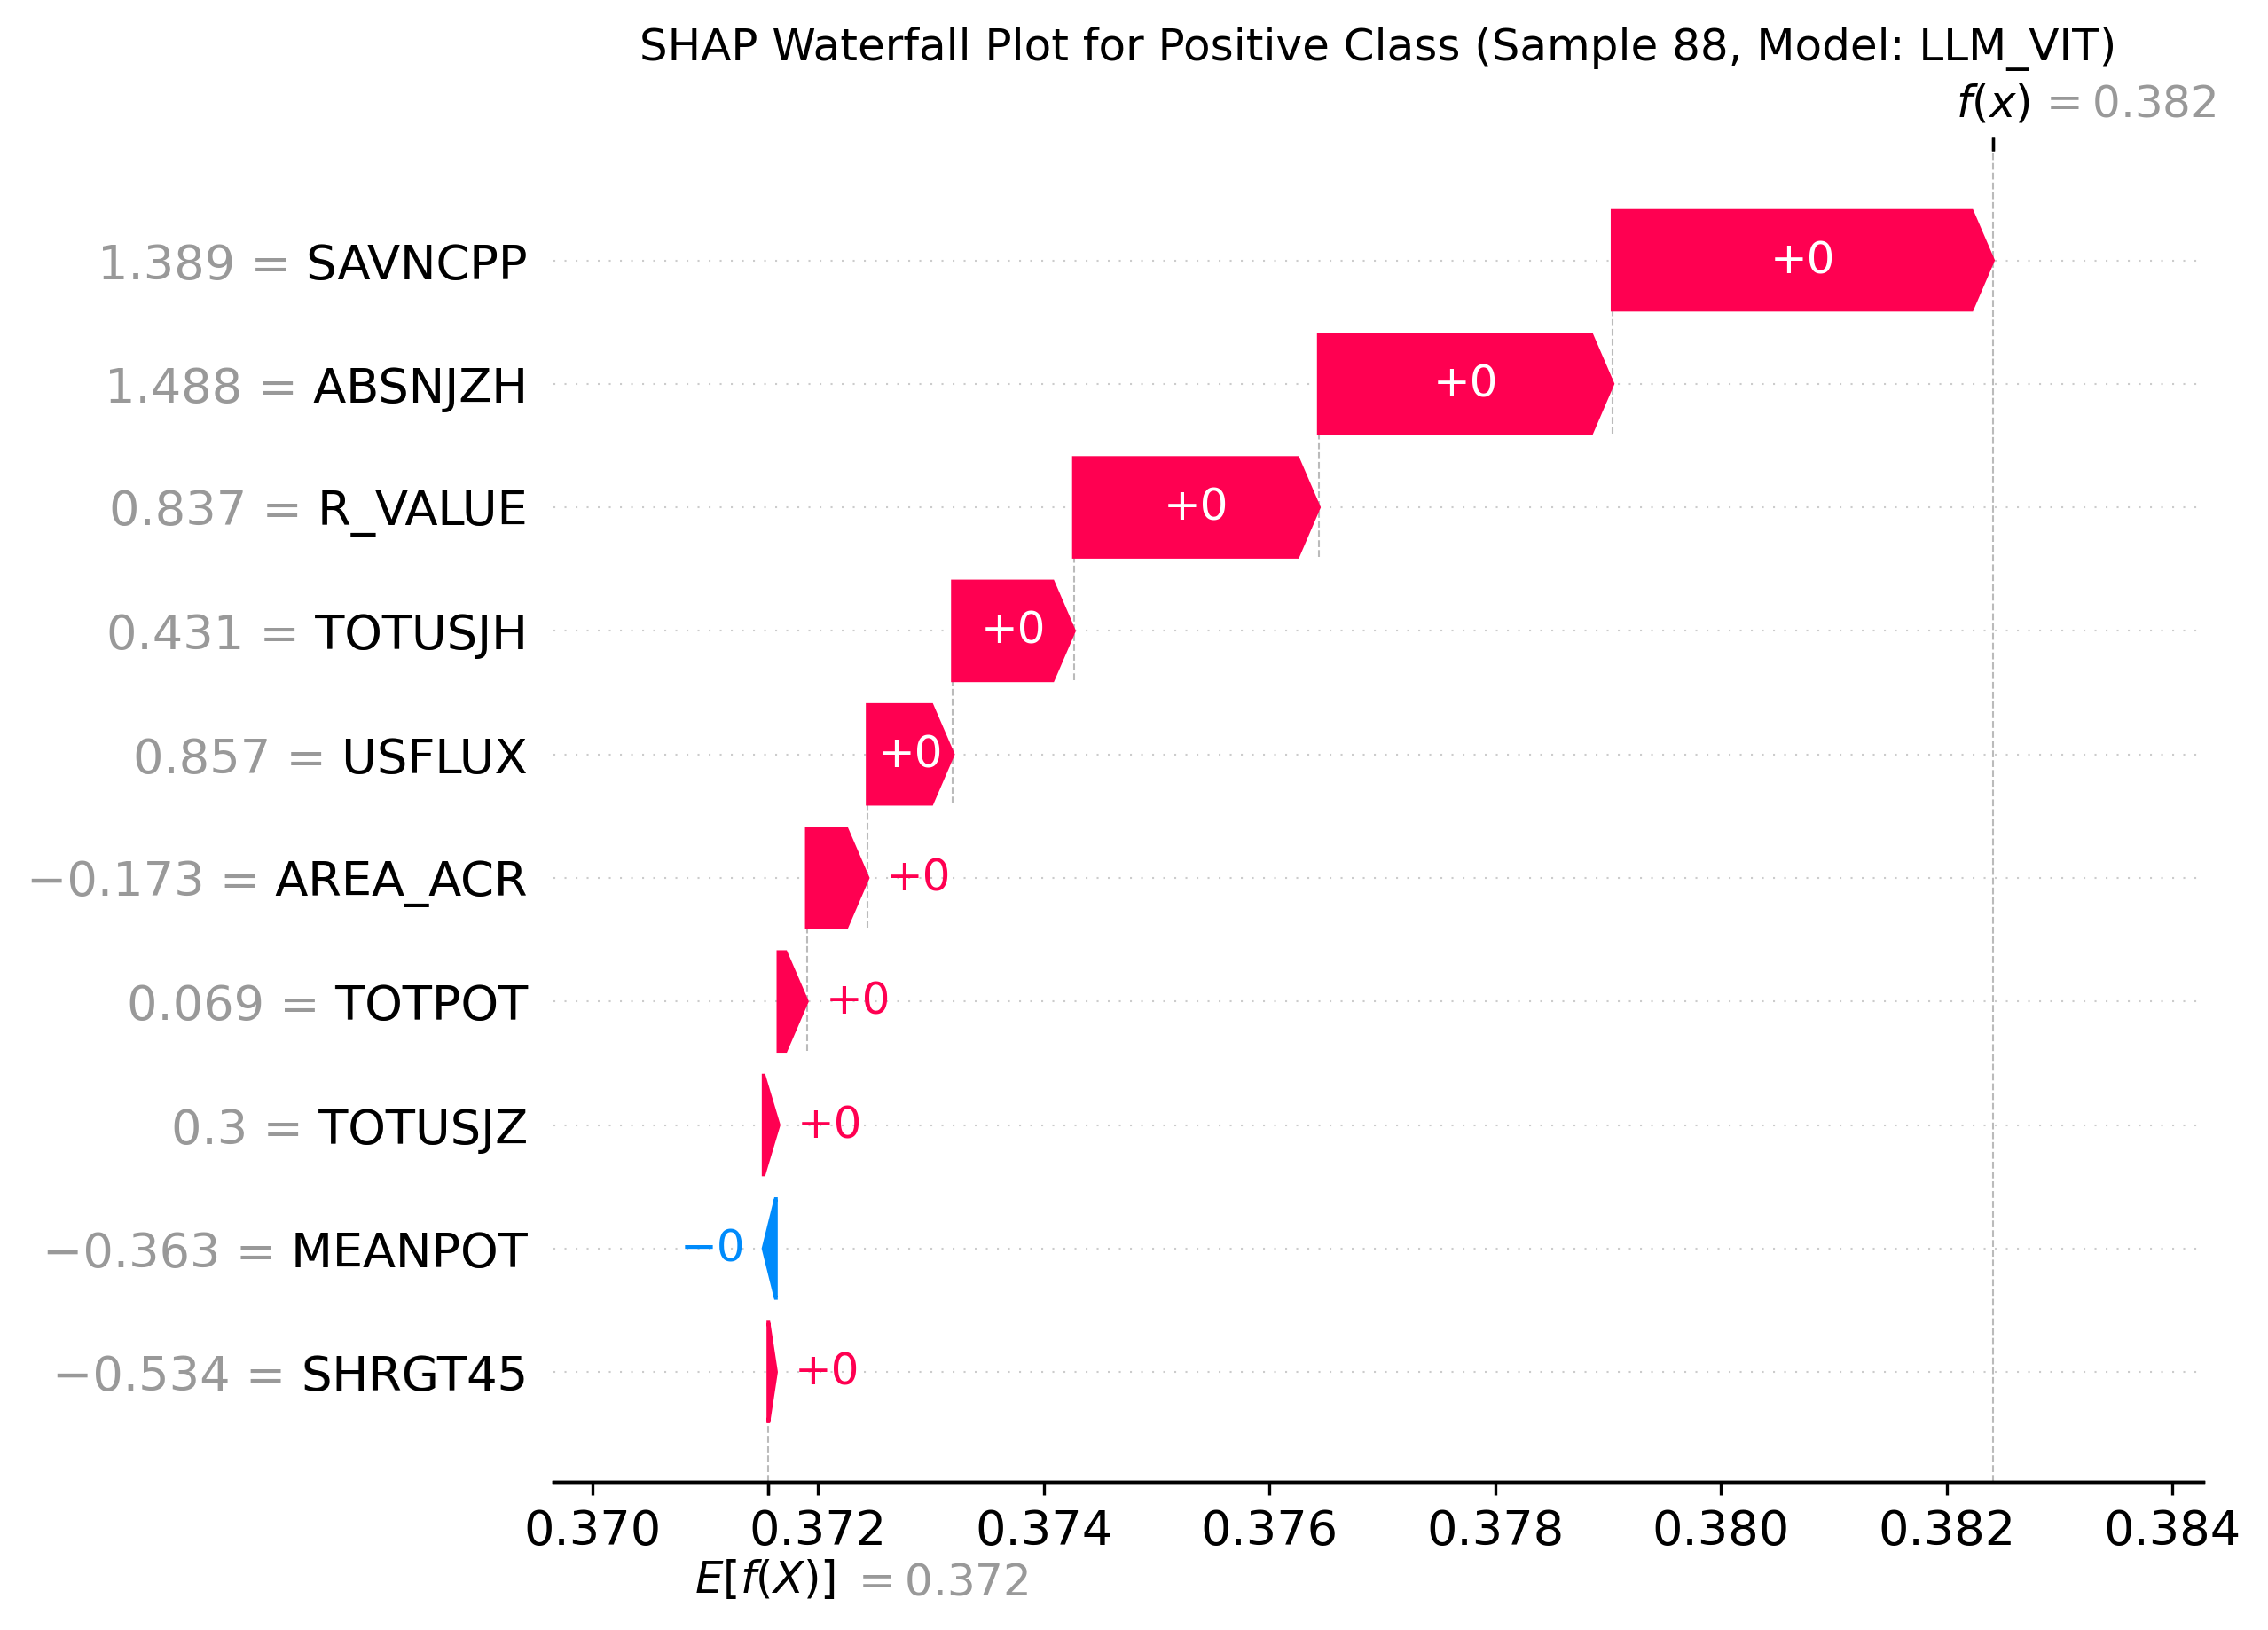 SHAP Waterfall Plot for Positive Class (Sample 88, Model: LLM_VIT)
f(x) = 0.382
1.389 = SAVNCPP +0
1.488 = ABSNJZH +0
0.837 = R_VALUE +0
0.431 = TOTUSJH +0
0.857 = USFLUX +0
−0.173 = AREA_ACR +0
0.069 = TOTPOT +0
0.3 = TOTUSJZ +0
−0.363 = MEANPOT −0
−0.534 = SHRGT45 +0
0.370 0.372 0.374 0.376 0.378 0.380 0.382 0.384
E[f(X)] = 0.372